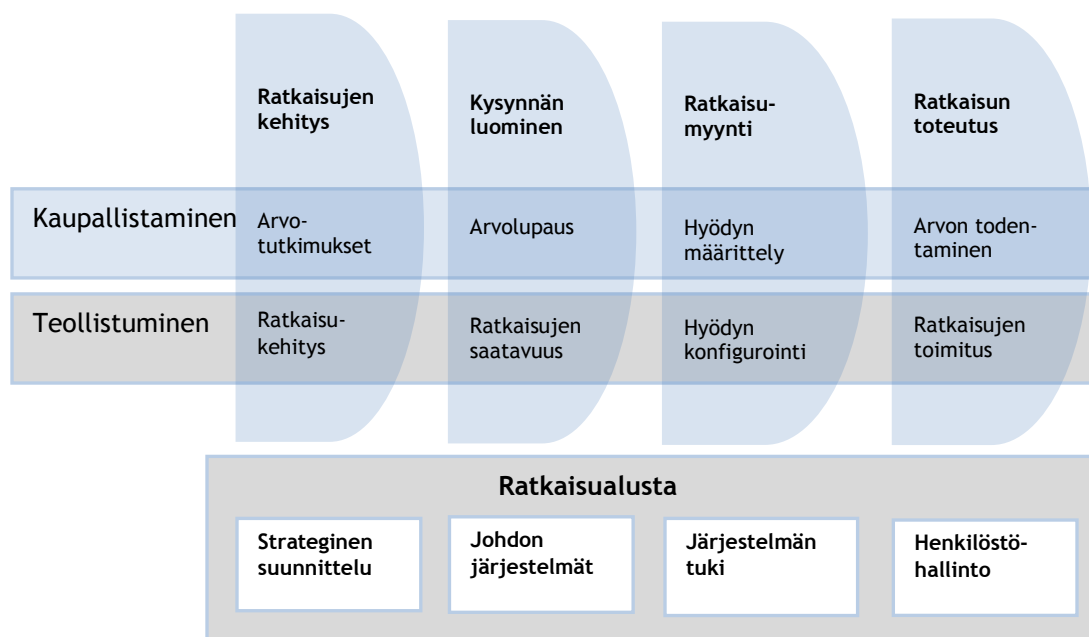 Ratkaisujen
kehitys
Kysynnän
luominen
Ratkaisu-
myynti
Ratkaisun
toteutus
Kaupallistaminen
Arvo-
tutkimukset
Arvolupaus
Hyödyn
määrittely
Arvon toden-
taminen
Teollistuminen
Ratkaisu-
kehitys
Ratkaisujen
saatavuus
Hyödyn
konfigurointi
Ratkaisujen
toimitus
Ratkaisualusta
Strateginen
suunnittelu
Johdon
järjestelmät
Järjestelmän
tuki
Henkilöstö-
hallinto